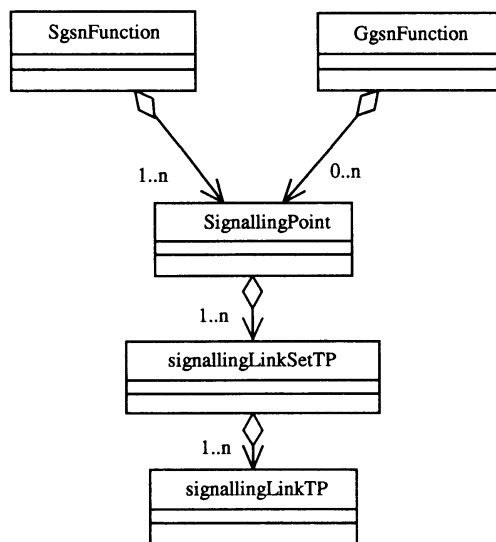 SgsnFunction
GgsnFunction
1..n
0..n
SignallingPoint
1..n
signallingLinkSetTP
1..n
signallingLinkTP